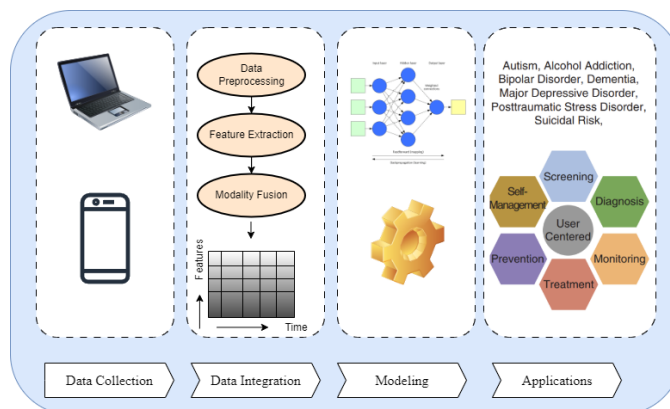 Data
Preprocessing
Feature Extraction
Modality Fusion
Features
Time
Autism, Alcohol Addiction,
Bipolar Disorder, Dementia,
Major Depressive Disorder,
Posttraumatic Stress Disorder,
Suicidal Risk,
Screening
Self-
Management
Diagnosis
User
Centered
Prevention
Monitoring
Treatment
Data Collection
Data Integration
Modeling
Applications